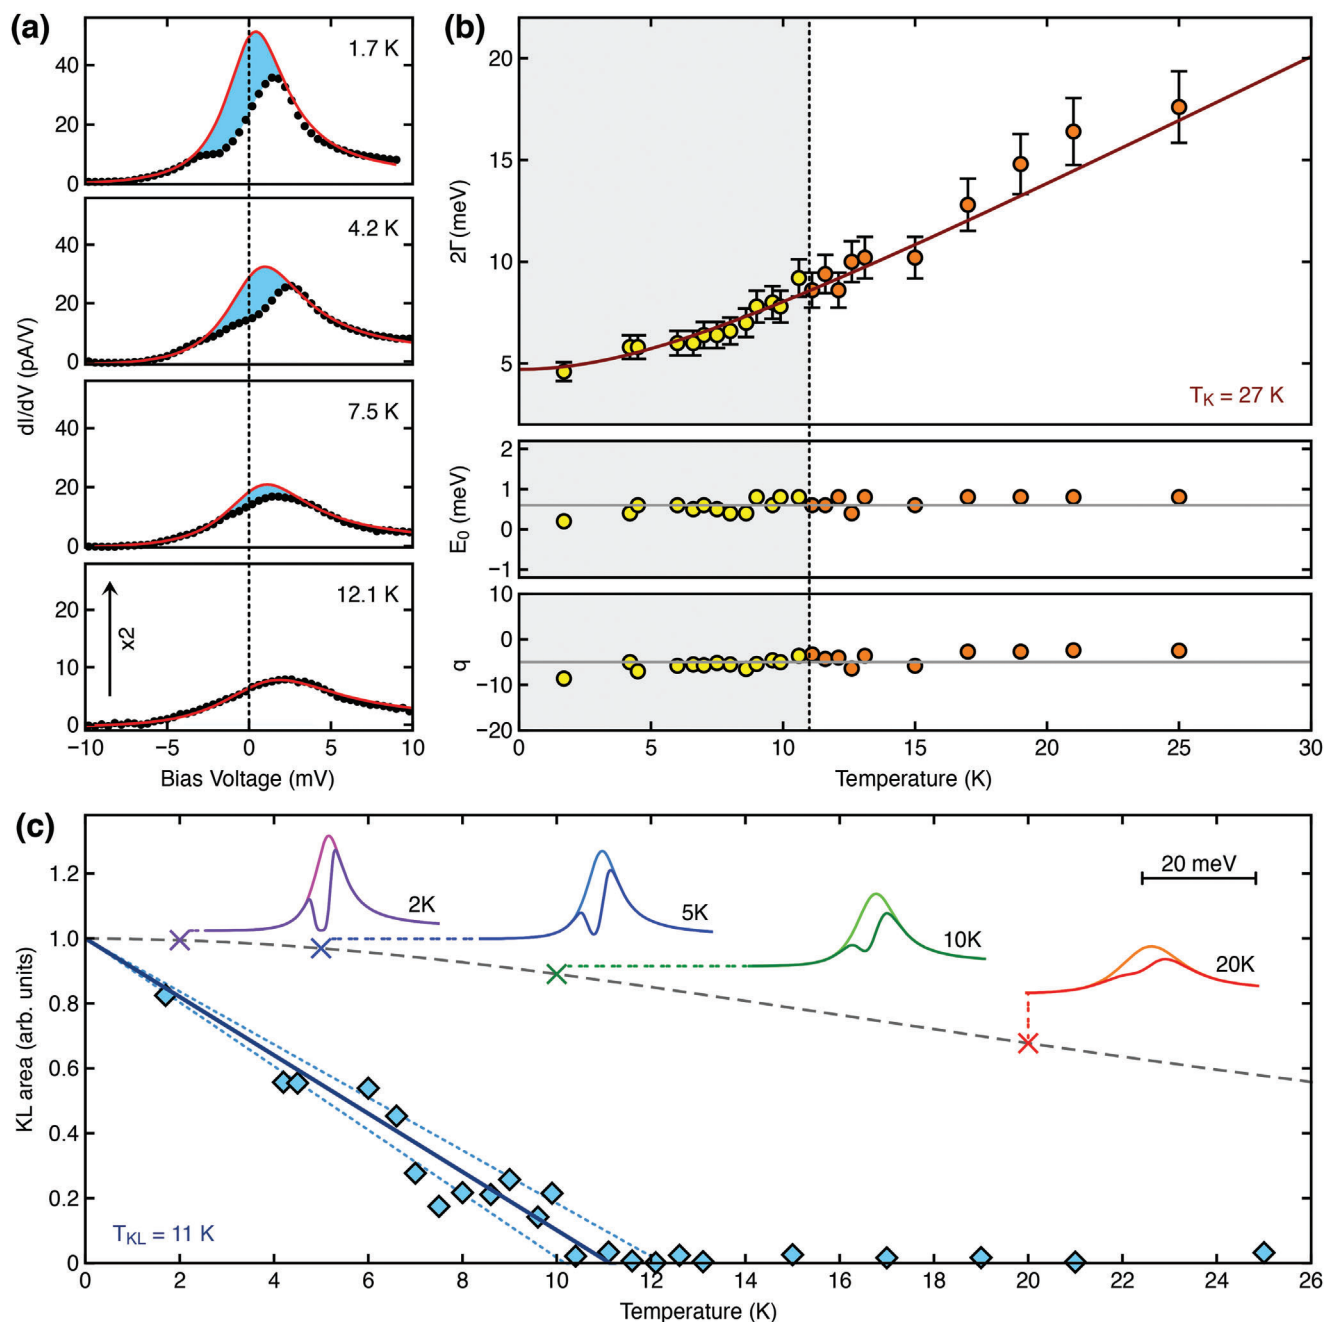 (a)
1.7 K
40
20
0
4.2 K
40
20
0
7.5 K
40
20
0
12.1 K
x2
20
10
0
−10 −5 0 5 10
dI/dV (pA/V)
Bias Voltage (mV)
(b)
20
15
10
5
2Γ (meV)
T_K = 27 K
2
1
0
−1
E_0 (meV)
10
0
−10
−20
q
0 5 10 15 20 25 30
Temperature (K)
(c)
2K
5K
10K
20K
20 meV
1.2
1.0
0.8
0.6
0.4
0.2
0
KL area (arb. units)
T_KL = 11 K
0 2 4 6 8 10 12 14 16 18 20 22 24 26
Temperature (K)